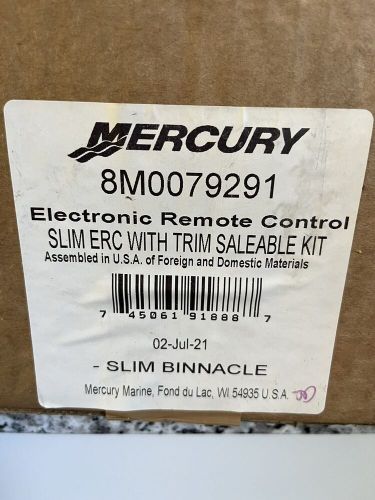 MERCURY
8M0079291
Electronic Remote Control
SLIM ERC WITH TRIM SALEABLE KIT
Assembled in U.S.A. of Foreign and Domestic Materials
7 45061 91888 7
02-Jul-21
- SLIM BINNACLE
Mercury Marine, Fond du Lac, WI 54935 U.S.A.